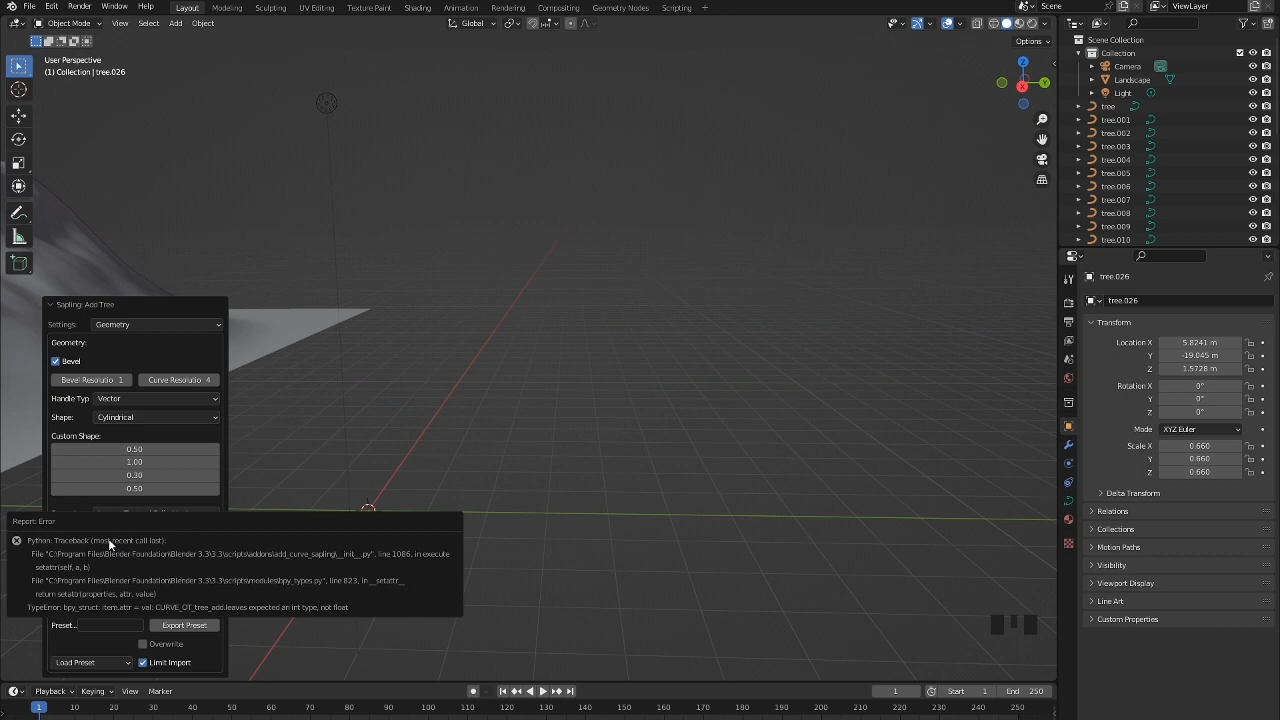 File Edit Render Window Help Layout Modeling Sculpting UV Editing Texture Paint Shading Animation Rendering Compositing Geometry Nodes Scripting + Scene ViewLayer
Object Mode View Select Add Object Global
Options
User Perspective
(1) Collection | tree.026
Z
Y
X
Scene Collection
Collection
Camera
Landscape
Light
tree
tree.001
tree.002
tree.003
tree.004
tree.005
tree.006
tree.007
tree.008
tree.009
tree.010
tree.026
tree.026
Transform
Location X 5.8241 m
Y -19.045 m
Z 1.5728 m
Rotation X 0°
Y 0°
Z 0°
Mode XYZ Euler
Scale X 0.660
Y 0.660
Z 0.660
Delta Transform
Relations
Collections
Motion Paths
Visibility
Viewport Display
Line Art
Custom Properties
Sapling: Add Tree
Settings: Geometry
Geometry:
Bevel
Bevel Resolutio 1 Curve Resolutio 4
Handle Typ Vector
Shape: Cylindrical
Custom Shape:
0.50
1.00
0.30
0.50
Report: Error
Python: Traceback (most recent call last):
File "C:\Program Files\Blender Foundation\Blender 3.3\3.3\scripts\addons\add_curve_sapling\__init__.py", line 1086, in execute
setattr(self, a, b)
File "C:\Program Files\Blender Foundation\Blender 3.3\3.3\scripts\modules\bpy_types.py", line 823, in __setattr__
return setattr(properties, attr, value)
TypeError: bpy_struct: item.attr = val: CURVE_OT_tree_add.leaves expected an int type, not float
Preset... Export Preset
Overwrite
Load Preset Limit Import
Playback Keying View Marker 1 Start 1 End 250
1 10 20 30 40 50 60 70 80 90 100 110 120 130 140 150 160 170 180 190 200 210 220 230 240 250